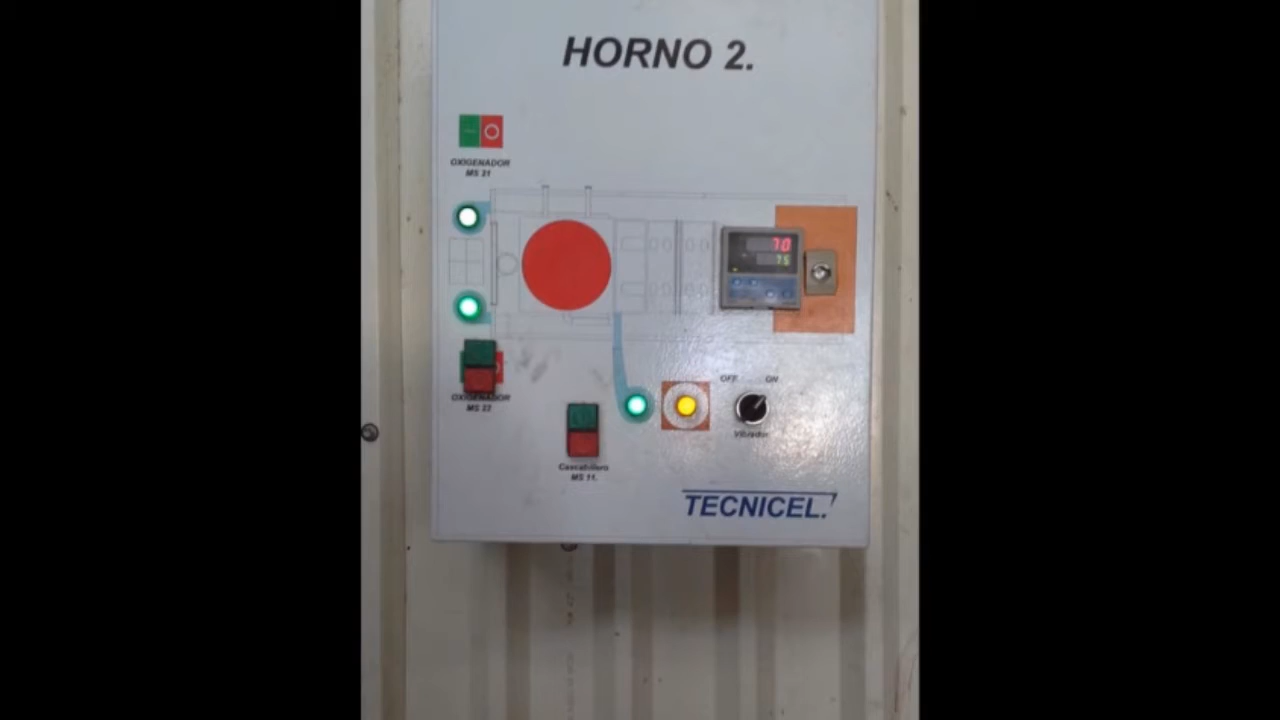 HORNO 2.
OXIGENADOR
MS 21
70
75
OXIGENADOR
MS 22
OFF ON
Vibrador
Cascabillero
MS 11.
TECNICEL.